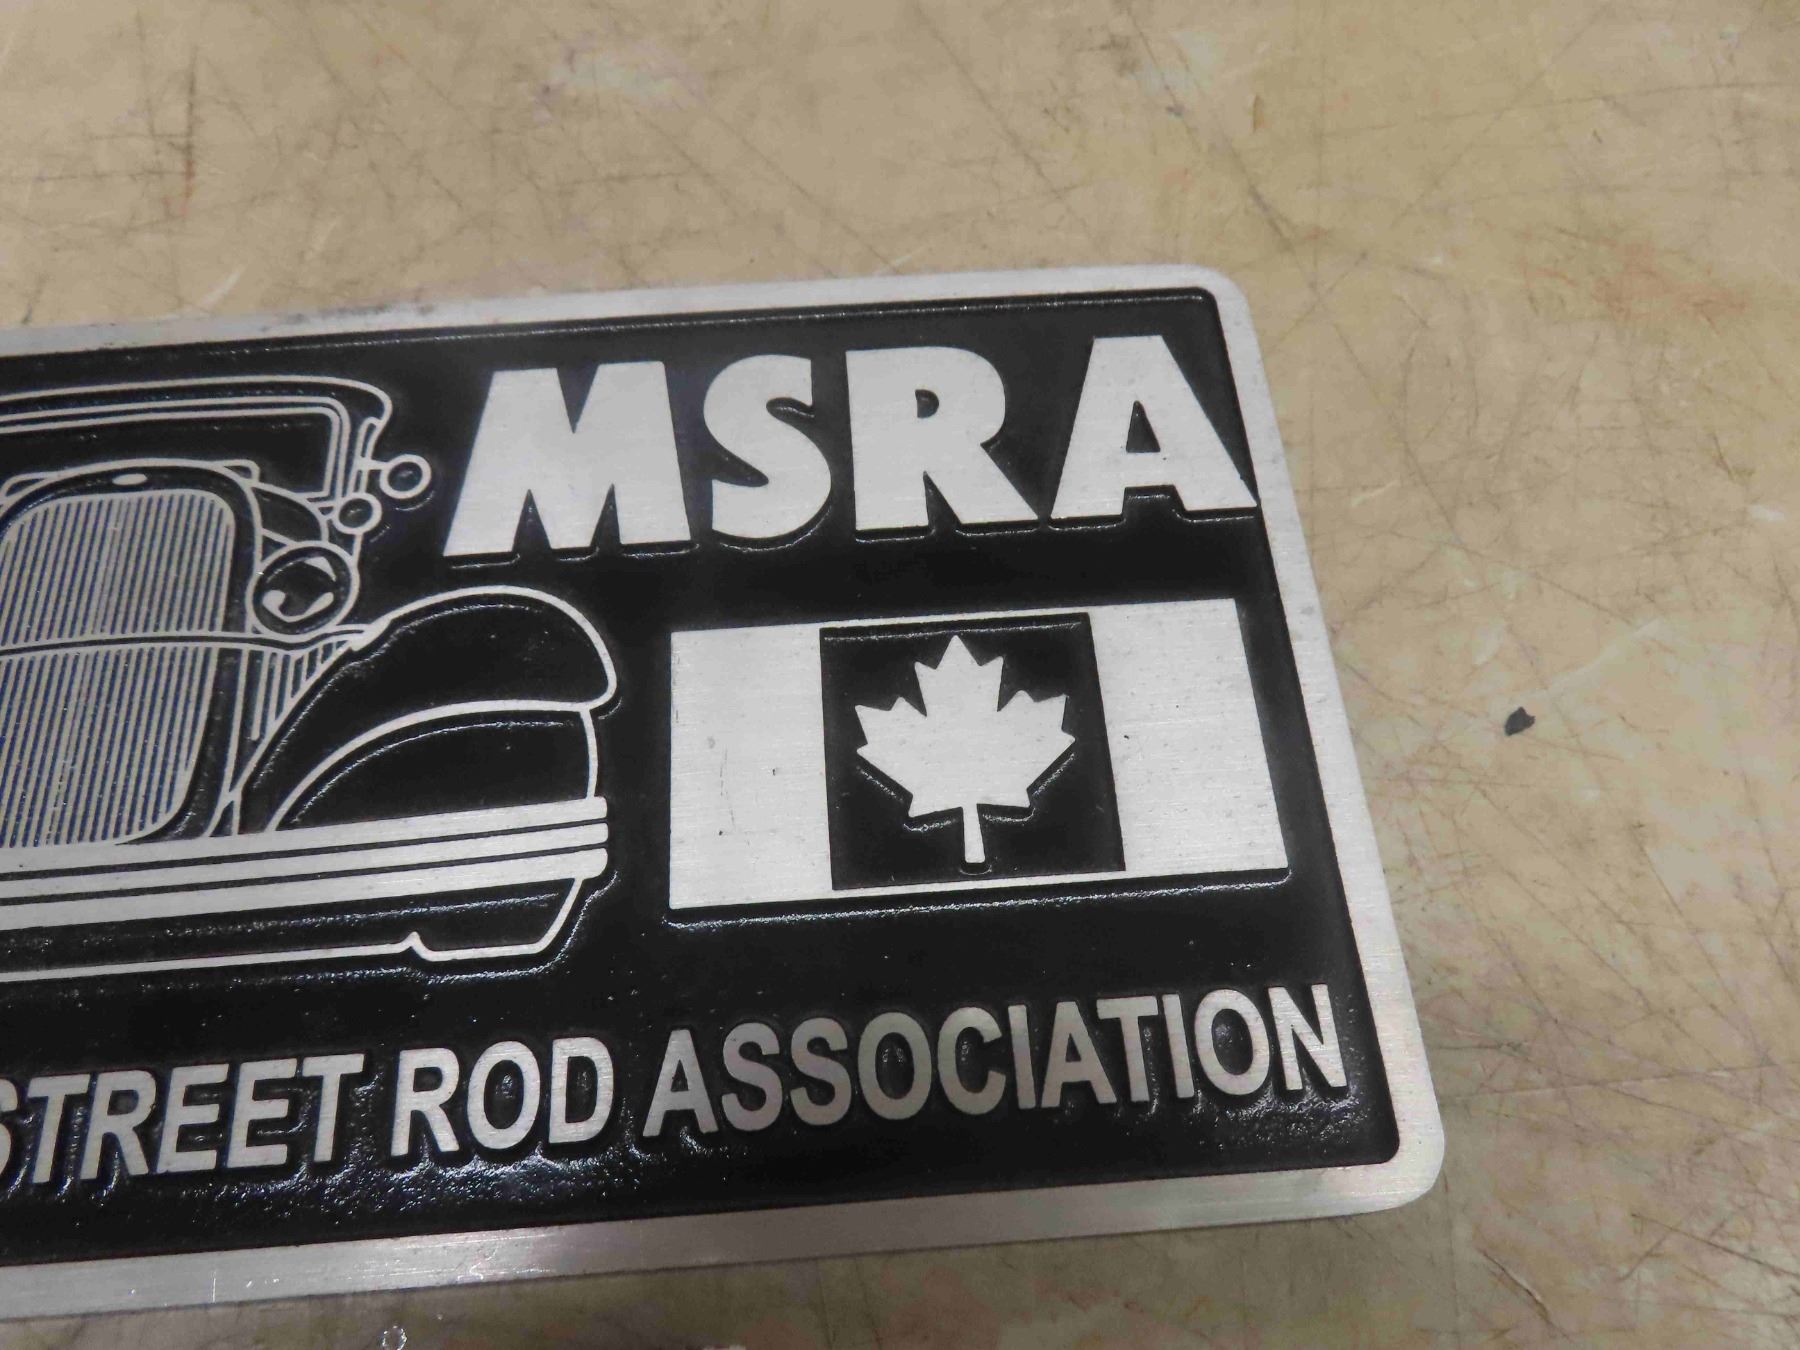 MSRA
STREET ROD ASSOCIATION